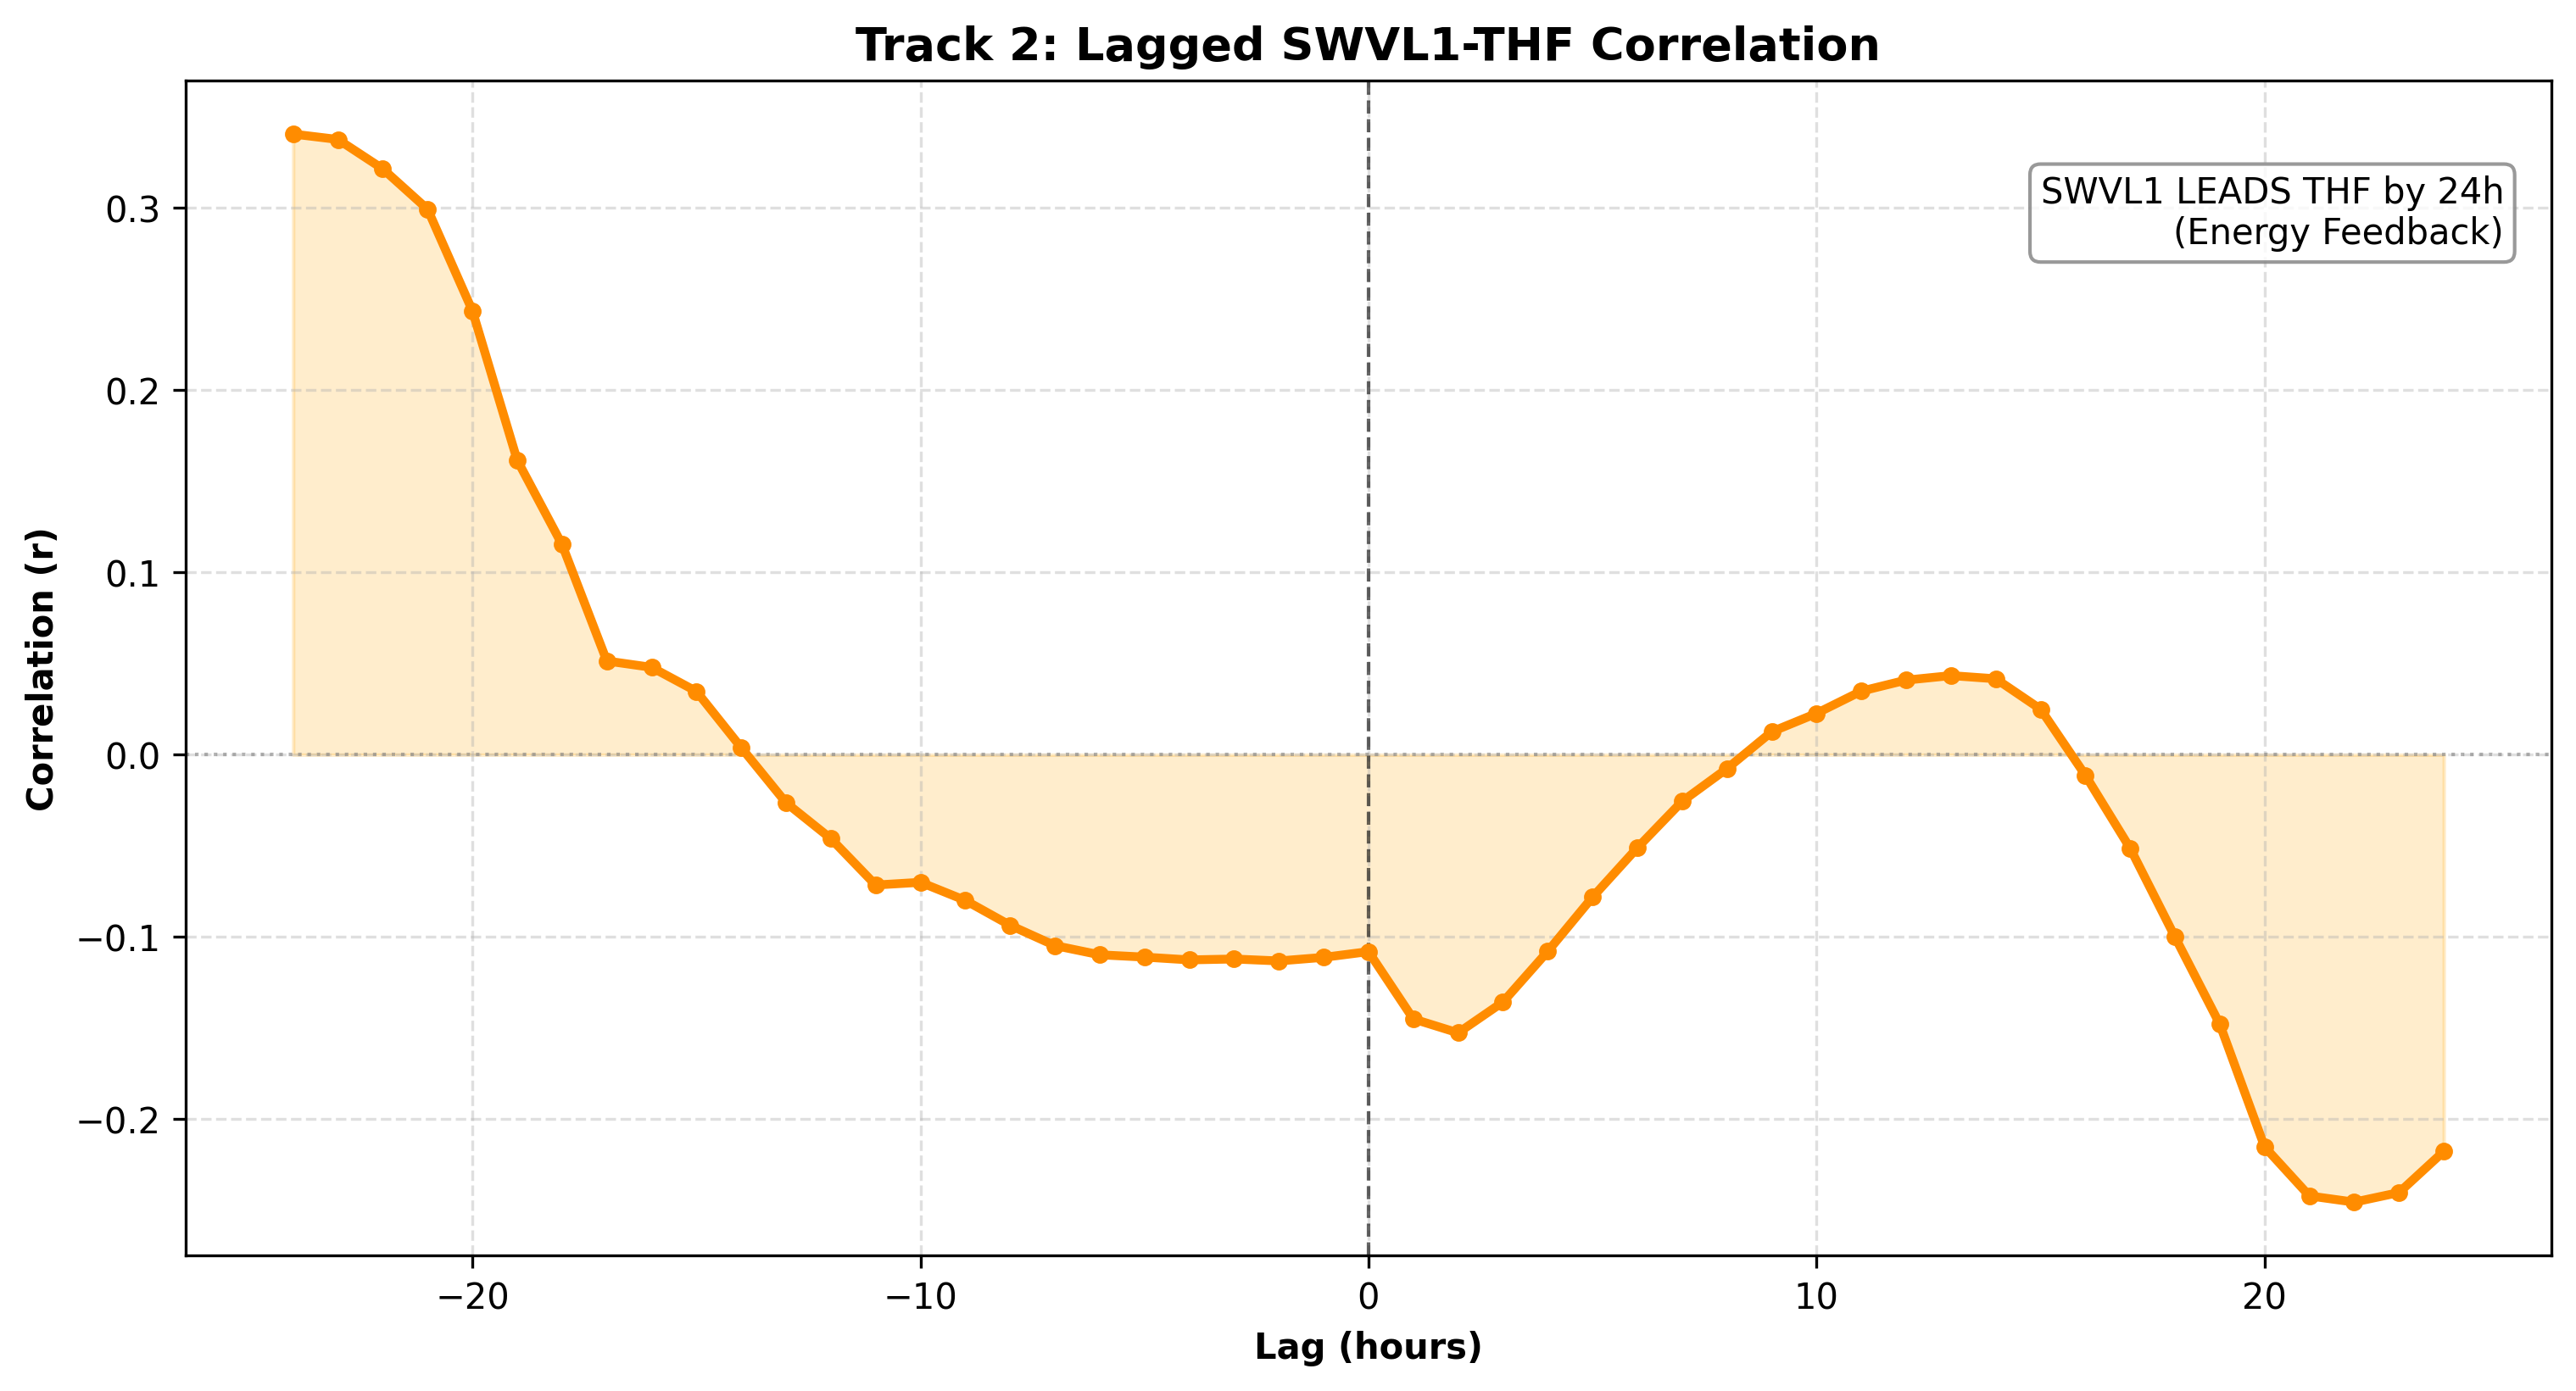 Track 2: Lagged SWVL1-THF Correlation
SWVL1 LEADS THF by 24h
(Energy Feedback)
Correlation (r)
0.3
0.2
0.1
0.0
−0.1
−0.2
−20
−10
0
10
20
Lag (hours)